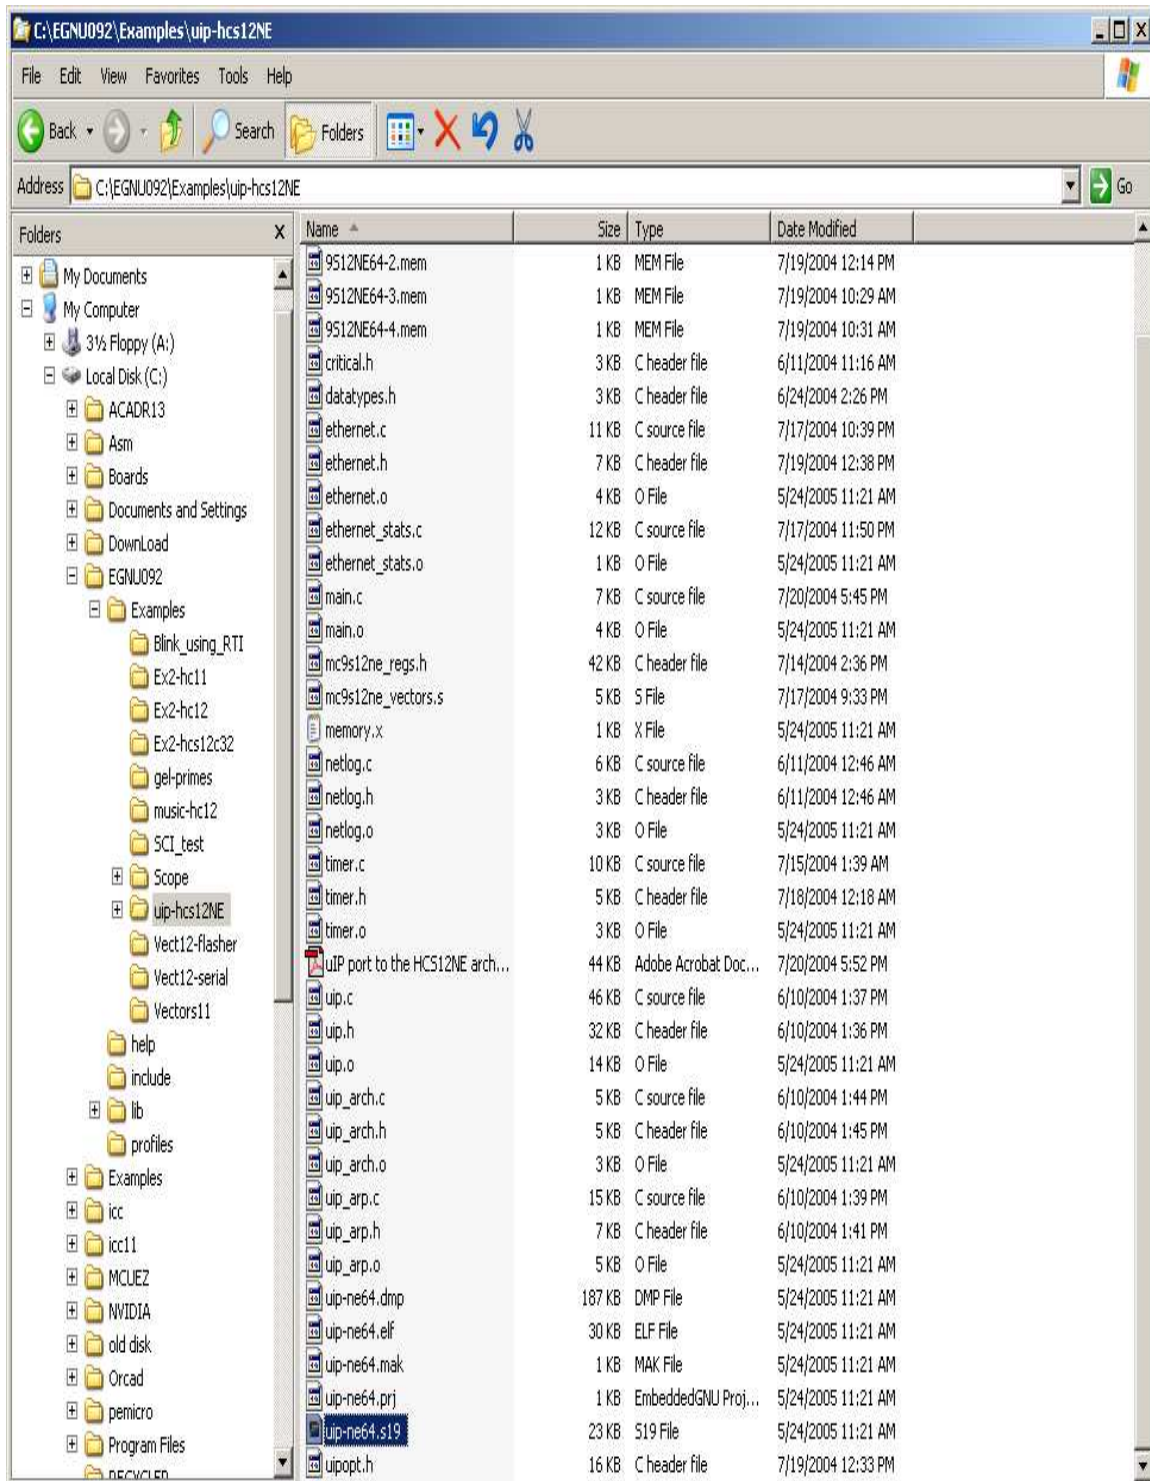 C:\EGNU092\Examples\uip-hcs12NE
File Edit View Favorites Tools Help
Back Search Folders
Address C:\EGNU092\Examples\uip-hcs12NE Go
Folders X
My Documents
My Computer
3½ Floppy (A:)
Local Disk (C:)
ACADR13
Asm
Boards
Documents and Settings
DownLoad
EGNU092
Examples
Blink_using_RTI
Ex2-hc11
Ex2-hc12
Ex2-hcs12c32
gel-primes
music-hc12
SCI_test
Scope
uip-hcs12NE
Vect12-flasher
Vect12-serial
Vectors11
help
include
lib
profiles
Examples
icc
icc11
MCUEZ
NVIDIA
old disk
Orcad
pemicro
Program Files
RECYCLED
Name Size Type Date Modified
9S12NE64-2.mem 1 KB MEM File 7/19/2004 12:14 PM
9S12NE64-3.mem 1 KB MEM File 7/19/2004 10:29 AM
9S12NE64-4.mem 1 KB MEM File 7/19/2004 10:31 AM
critical.h 3 KB C header file 6/11/2004 11:16 AM
datatypes.h 3 KB C header file 6/24/2004 2:26 PM
ethernet.c 11 KB C source file 7/17/2004 10:39 PM
ethernet.h 7 KB C header file 7/19/2004 12:38 PM
ethernet.o 4 KB O File 5/24/2005 11:21 AM
ethernet_stats.c 12 KB C source file 7/17/2004 11:50 PM
ethernet_stats.o 1 KB O File 5/24/2005 11:21 AM
main.c 7 KB C source file 7/20/2004 5:45 PM
main.o 4 KB O File 5/24/2005 11:21 AM
mc9s12ne_regs.h 42 KB C header file 7/14/2004 2:36 PM
mc9s12ne_vectors.s 5 KB S File 7/17/2004 9:33 PM
memory.x 1 KB X File 5/24/2005 11:21 AM
netlog.c 6 KB C source file 6/11/2004 12:46 AM
netlog.h 3 KB C header file 6/11/2004 12:46 AM
netlog.o 3 KB O File 5/24/2005 11:21 AM
timer.c 10 KB C source file 7/15/2004 1:39 AM
timer.h 5 KB C header file 7/18/2004 12:18 AM
timer.o 3 KB O File 5/24/2005 11:21 AM
uIP port to the HCS12NE arch... 44 KB Adobe Acrobat Doc... 7/20/2004 5:52 PM
uip.c 46 KB C source file 6/10/2004 1:37 PM
uip.h 32 KB C header file 6/10/2004 1:36 PM
uip.o 14 KB O File 5/24/2005 11:21 AM
uip_arch.c 5 KB C source file 6/10/2004 1:44 PM
uip_arch.h 5 KB C header file 6/10/2004 1:45 PM
uip_arch.o 3 KB O File 5/24/2005 11:21 AM
uip_arp.c 15 KB C source file 6/10/2004 1:39 PM
uip_arp.h 7 KB C header file 6/10/2004 1:41 PM
uip_arp.o 5 KB O File 5/24/2005 11:21 AM
uip-ne64.dmp 187 KB DMP File 5/24/2005 11:21 AM
uip-ne64.elf 30 KB ELF File 5/24/2005 11:21 AM
uip-ne64.mak 1 KB MAK File 5/24/2005 11:21 AM
uip-ne64.prj 1 KB EmbeddedGNU Proj... 5/24/2005 11:21 AM
uip-ne64.s19 23 KB S19 File 5/24/2005 11:21 AM
uipopt.h 16 KB C header file 7/19/2004 12:33 PM